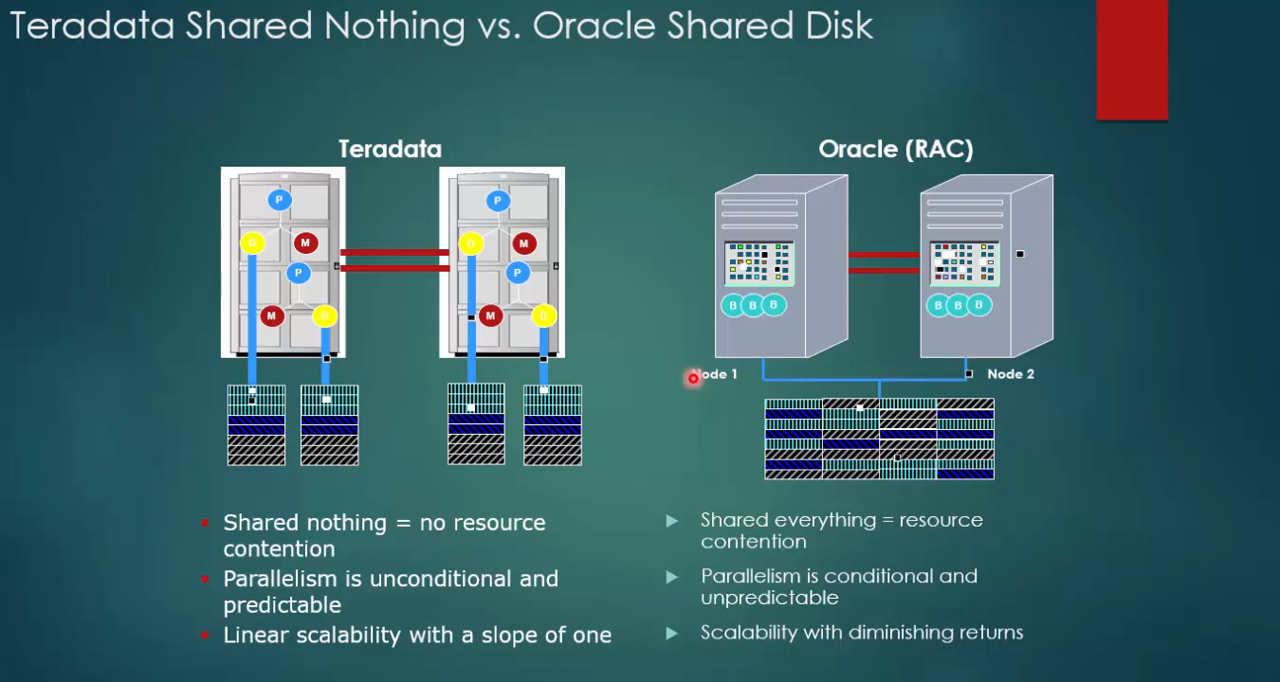 Teradata Shared Nothing vs. Oracle Shared Disk
Teradata
Oracle (RAC)
P
D
M
P
M
D
P
D
M
P
M
D
B B B
B B B
Node 1
Node 2
Shared nothing = no resource
contention
Parallelism is unconditional and
predictable
Linear scalability with a slope of one
Shared everything = resource
contention
Parallelism is conditional and
unpredictable
Scalability with diminishing returns